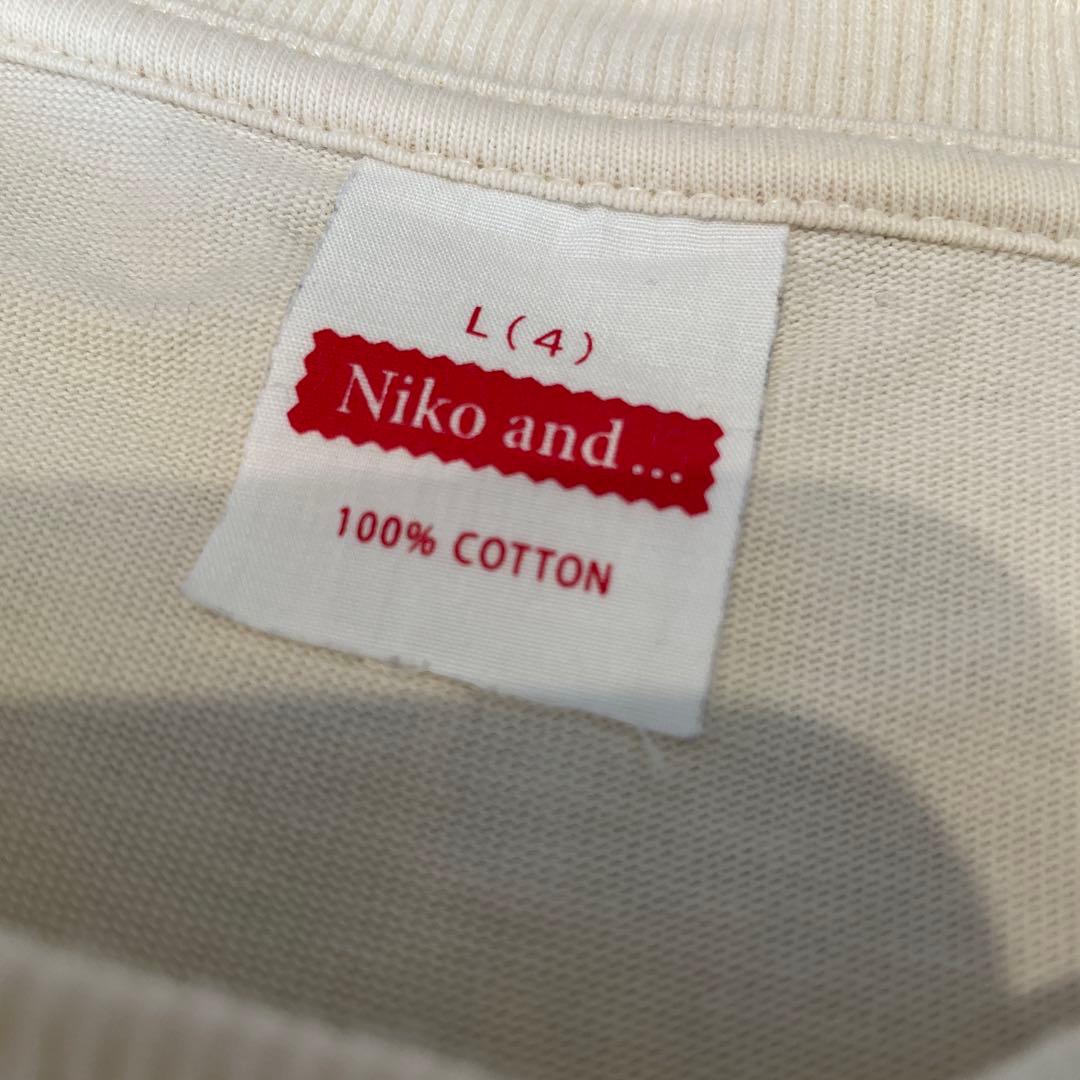 L(4)
Niko and...
100% COTTON